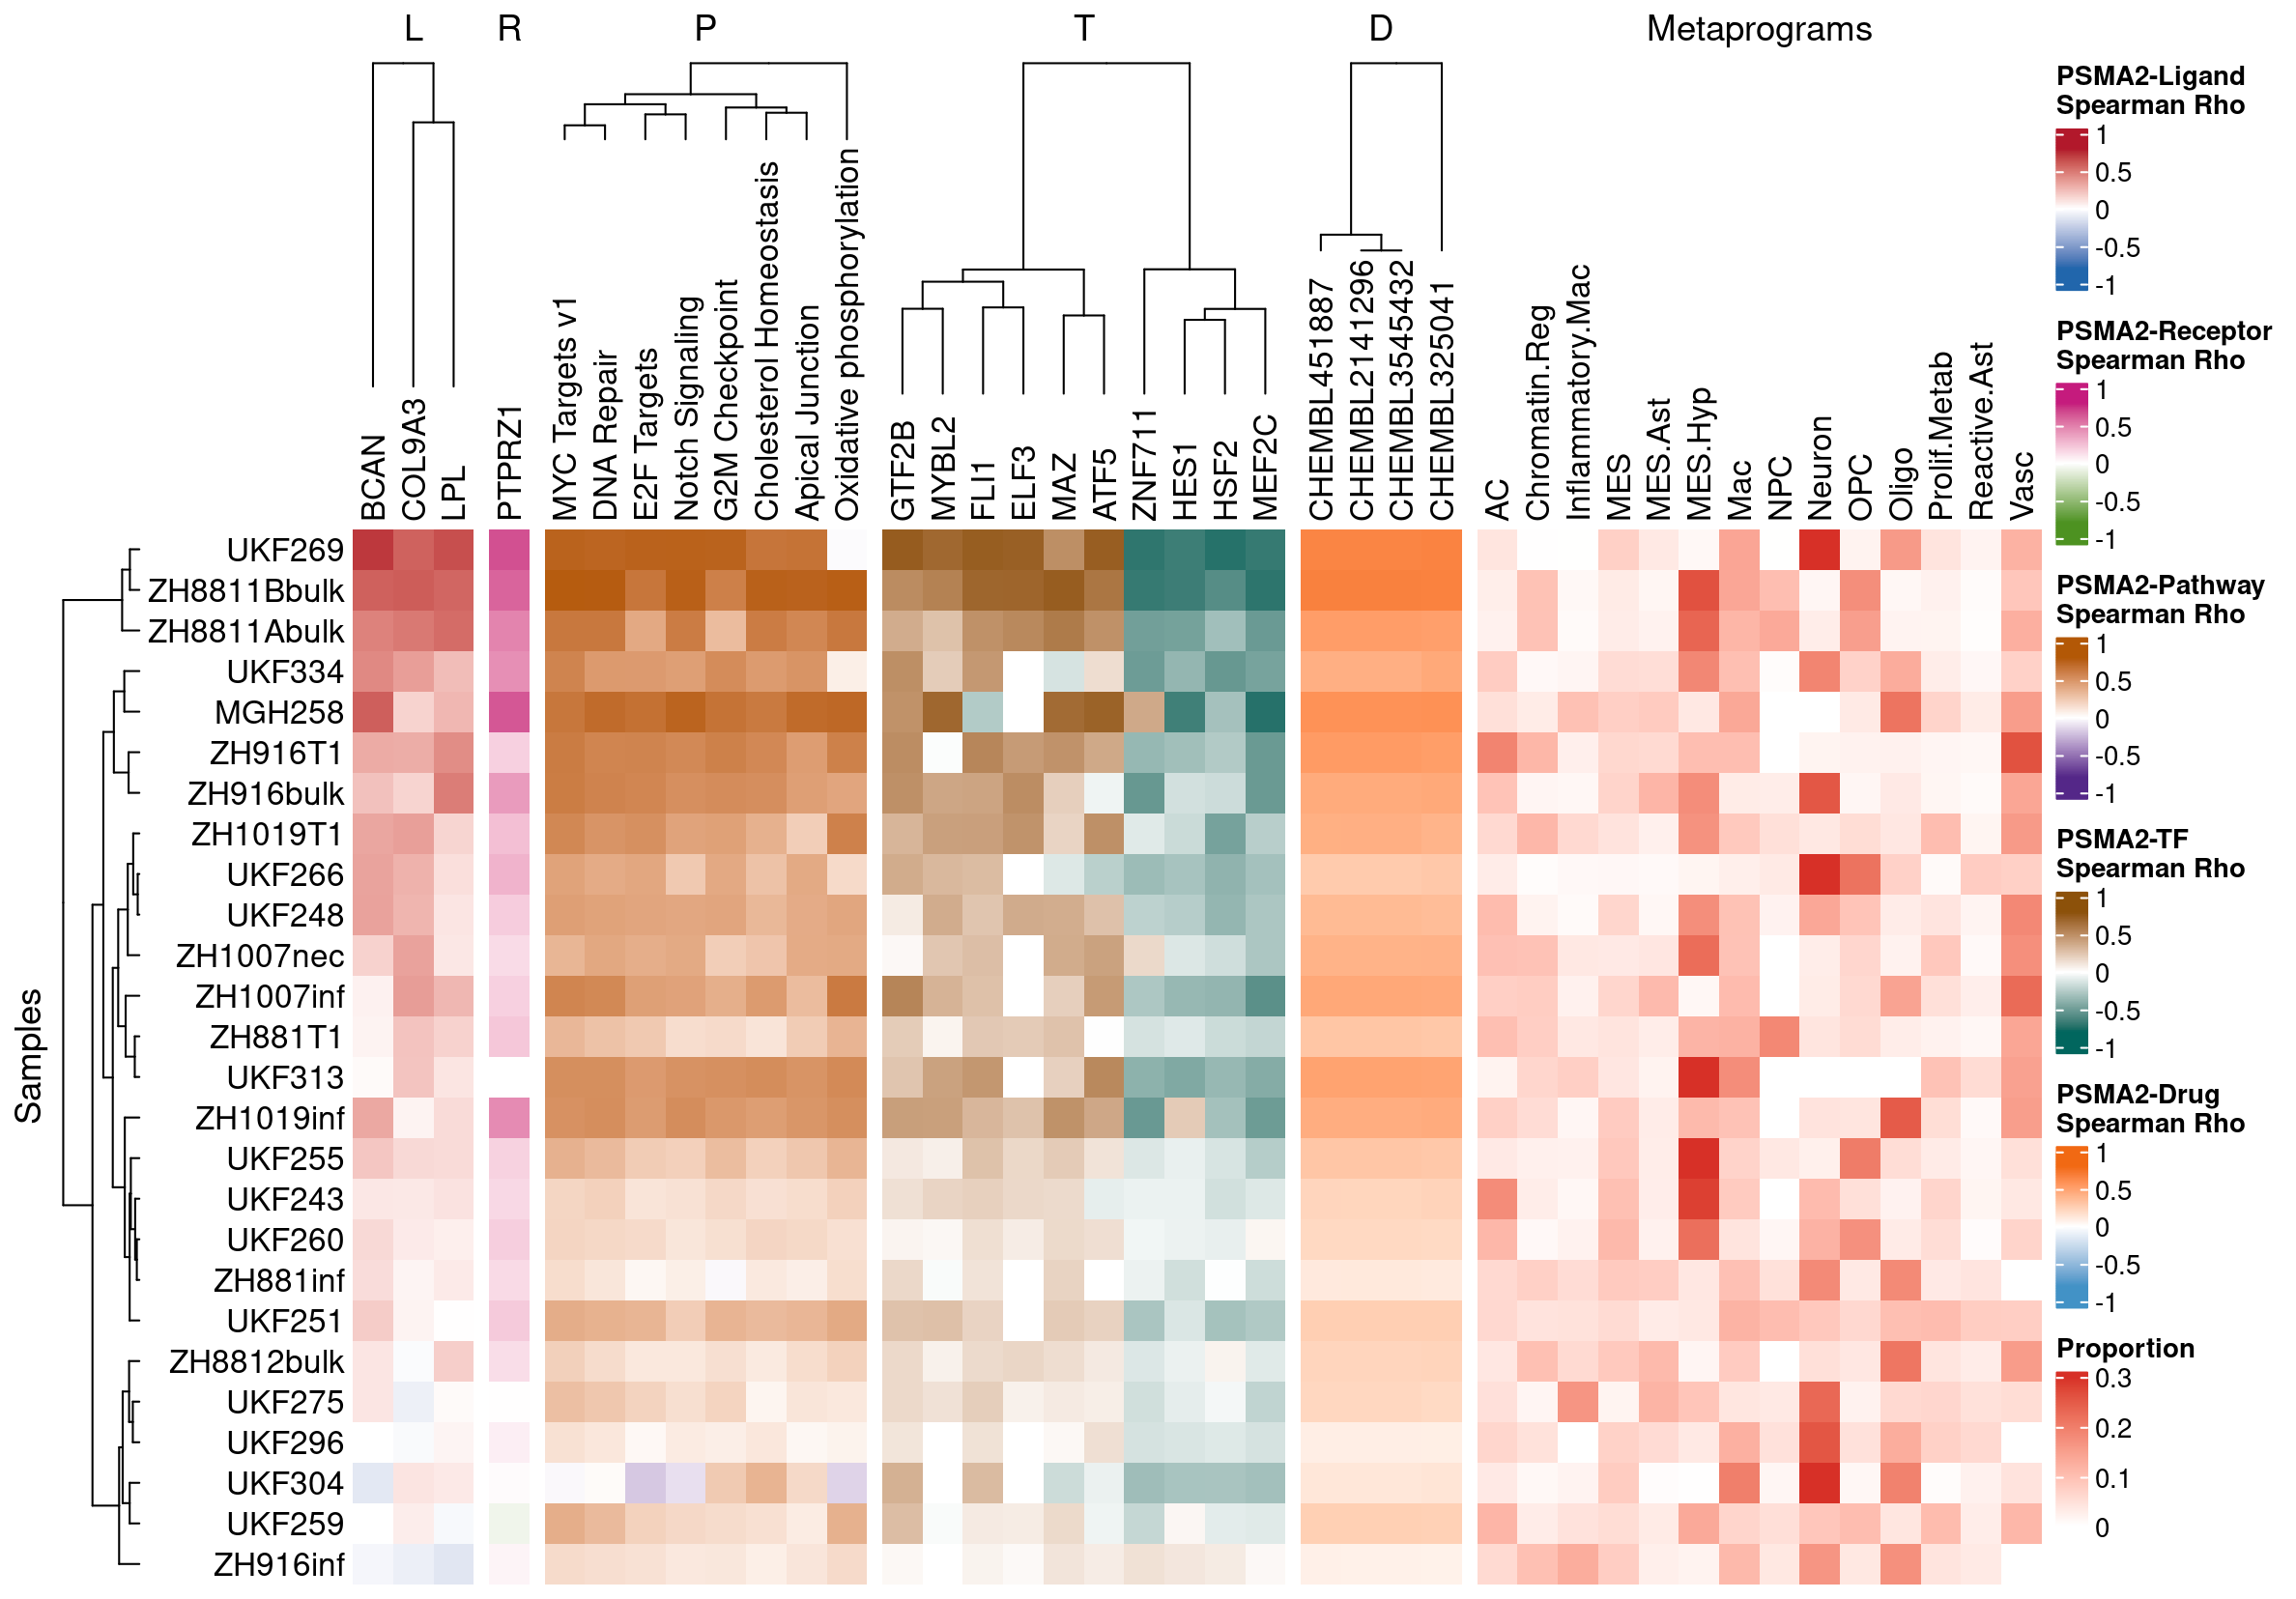 L R P T D Metaprograms
BCAN
COL9A3
LPL
PTPRZ1
MYC Targets v1
DNA Repair
E2F Targets
Notch Signaling
G2M Checkpoint
Cholesterol Homeostasis
Apical Junction
Oxidative phosphorylation
GTF2B
MYBL2
FLI1
ELF3
MAZ
ATF5
ZNF711
HES1
HSF2
MEF2C
CHEMBL451887
CHEMBL2141296
CHEMBL3545432
CHEMBL325041
AC
Chromatin.Reg
Inflammatory.Mac
MES
MES.Ast
MES.Hyp
Mac
NPC
Neuron
OPC
Oligo
Prolif.Metab
Reactive.Ast
Vasc
Samples
UKF269
ZH8811Bbulk
ZH8811Abulk
UKF334
MGH258
ZH916T1
ZH916bulk
ZH1019T1
UKF266
UKF248
ZH1007nec
ZH1007inf
ZH881T1
UKF313
ZH1019inf
UKF255
UKF243
UKF260
ZH881inf
UKF251
ZH8812bulk
UKF275
UKF296
UKF304
UKF259
ZH916inf
PSMA2-Ligand
Spearman Rho
1
0.5
0
-0.5
-1
PSMA2-Receptor
Spearman Rho
1
0.5
0
-0.5
-1
PSMA2-Pathway
Spearman Rho
1
0.5
0
-0.5
-1
PSMA2-TF
Spearman Rho
1
0.5
0
-0.5
-1
PSMA2-Drug
Spearman Rho
1
0.5
0
-0.5
-1
Proportion
0.3
0.2
0.1
0